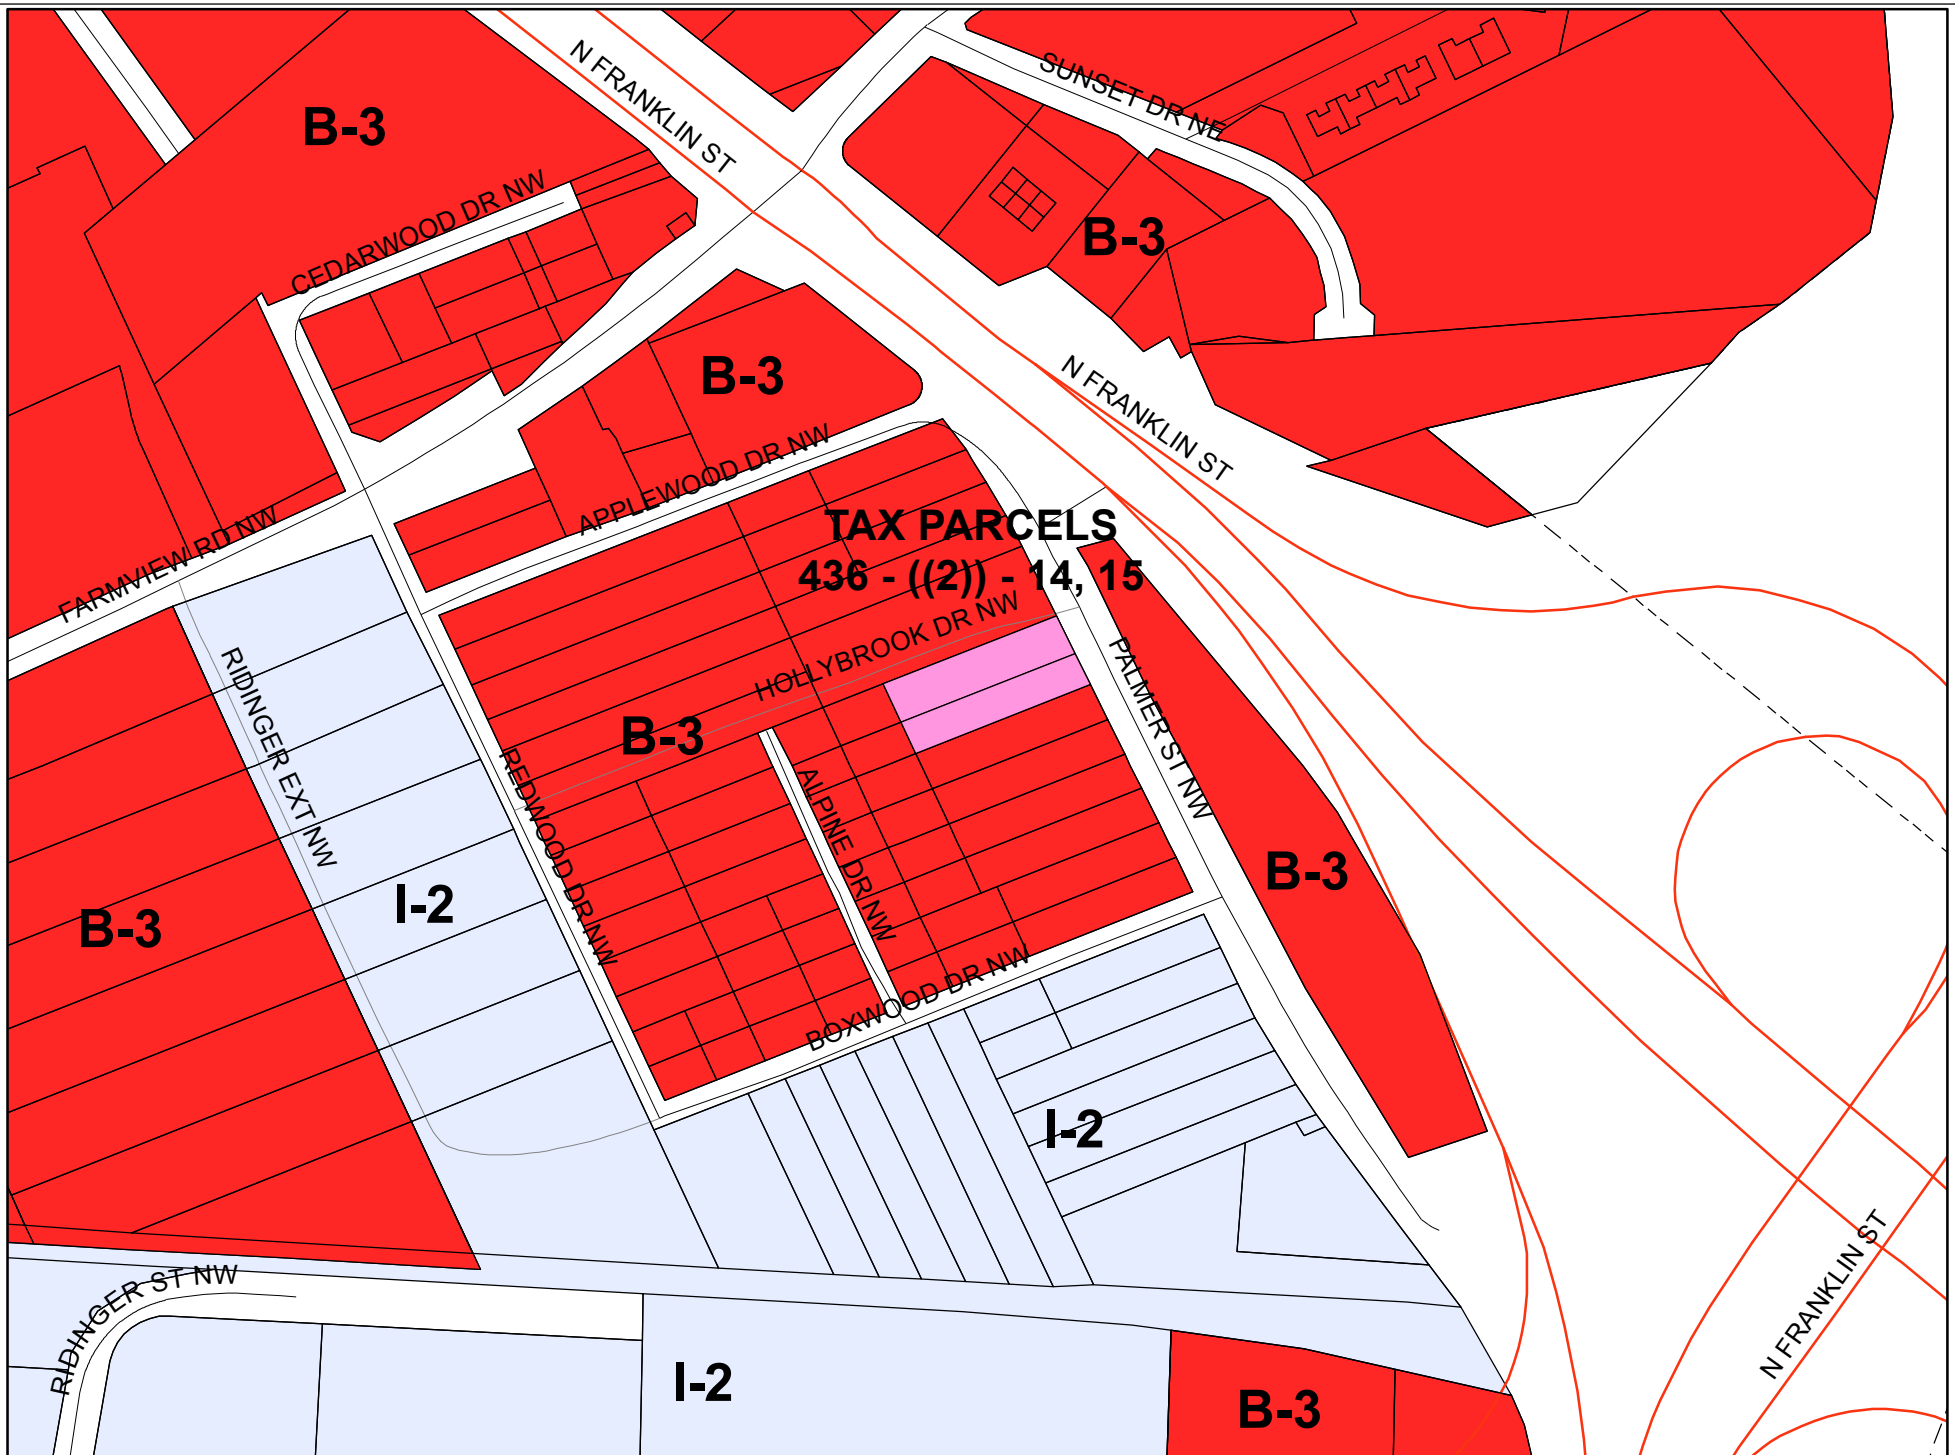 N FRANKLIN ST
SUNSET DR NE
B-3
CEDARWOOD DR NW
B-3
B-3
N FRANKLIN ST
APPLEWOOD DR NW
FARMVIEW RD NW
TAX PARCELS
436 - ((2)) - 14, 15
HOLLYBROOK DR NW
RIDINGER EXT NW
PALMER ST NW
B-3
REDWOOD DR NW
ALPINE DR NW
B-3
I-2
B-3
BOXWOOD DR NW
I-2
RIDINGER ST NW
N FRANKLIN ST
I-2
B-3